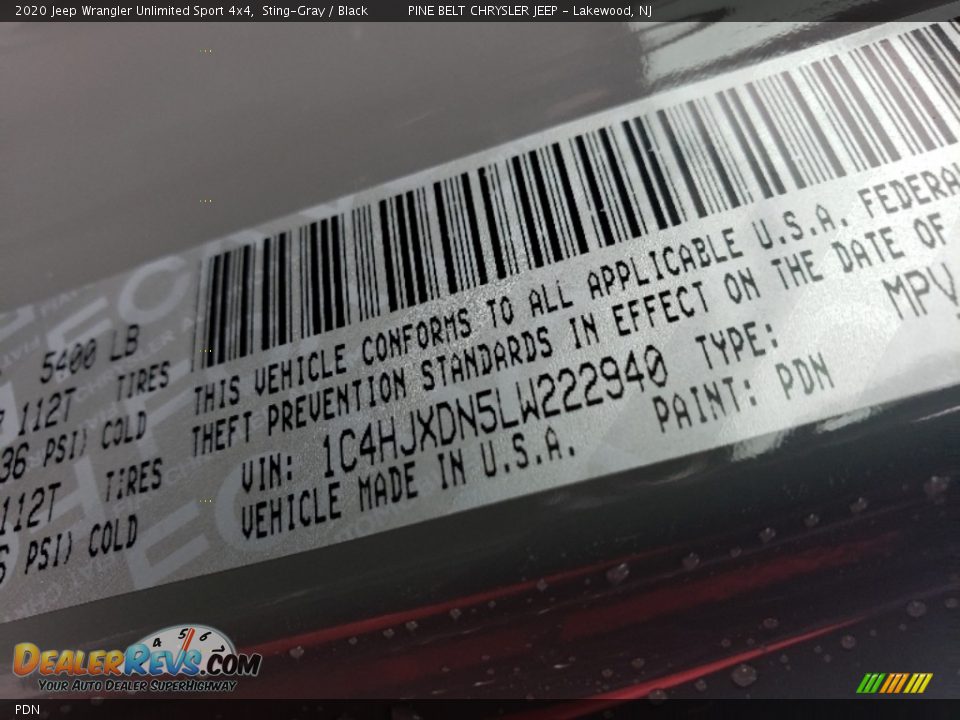 2020 Jeep Wrangler Unlimited Sport 4x4, Sting-Gray / Black PINE BELT CHRYSLER JEEP - Lakewood, NJ
5400 LB
112T TIRES
36 PSI) COLD
112T TIRES
PSI) COLD
THIS VEHICLE CONFORMS TO ALL APPLICABLE U.S.A. FEDERAL
THEFT PREVENTION STANDARDS IN EFFECT ON THE DATE OF
VIN: 1C4HJXDN5LW222940 TYPE: MPV
VEHICLE MADE IN U.S.A. PAINT: PDN
4 5 6
DEALERREVS.COM
YOUR AUTO DEALER SUPERHIGHWAY
PDN